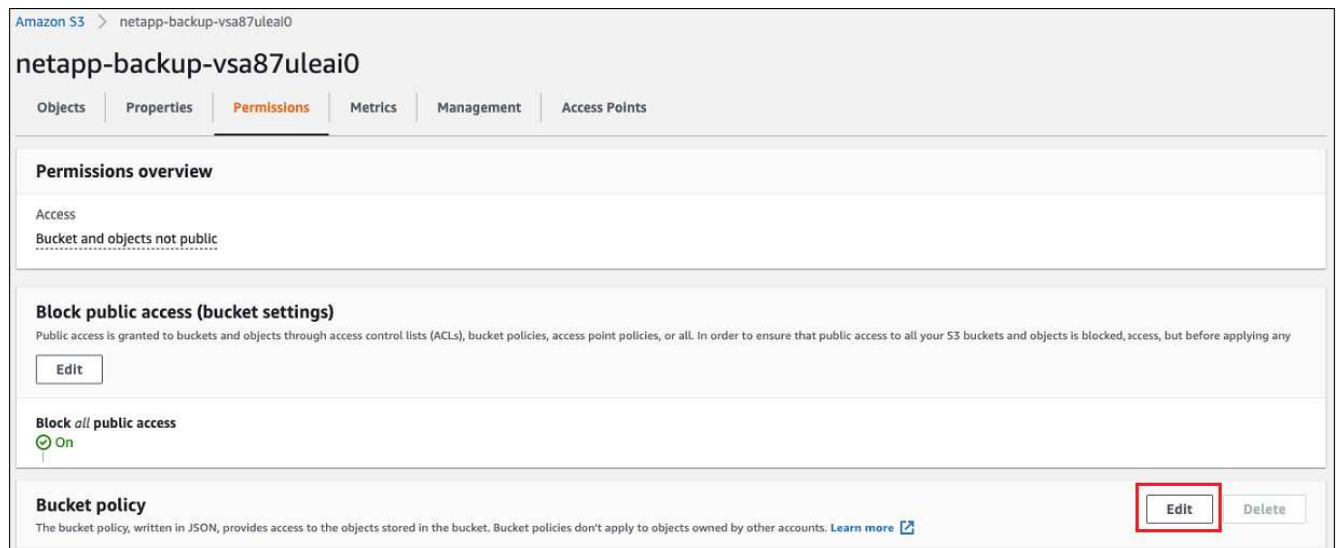 Amazon S3 > netapp-backup-vsa87uleai0
netapp-backup-vsa87uleai0
Objects Properties Permissions Metrics Management Access Points
Permissions overview
Access
Bucket and objects not public
Block public access (bucket settings)
Public access is granted to buckets and objects through access control lists (ACLs), bucket policies, access point policies, or all. In order to ensure that public access to all your S3 buckets and objects is blocked, access, but before applying any
Edit
Block all public access
On
Bucket policy
Edit Delete
The bucket policy, written in JSON, provides access to the objects stored in the bucket. Bucket policies don't apply to objects owned by other accounts. Learn more